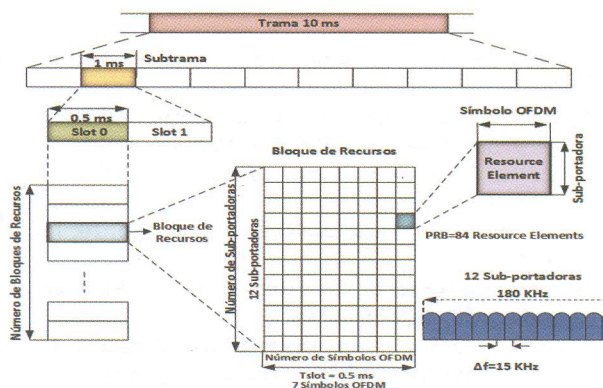 Trama 10 ms
1 ms
Subtrama
0.5 ms
Slot 0
Slot 1
Símbolo OFDM
Bloque de Recursos
Resource
Element
Sub-portadora
Número de Bloques de Recursos
Bloque de
Recursos
Número de Sub-portadoras
12 Sub-portadoras
PRB=84 Resource Elements
12 Sub-portadoras
180 KHz
Número de Símbolos OFDM
Tslot = 0.5 ms
7 Símbolos OFDM
Δf=15 KHz